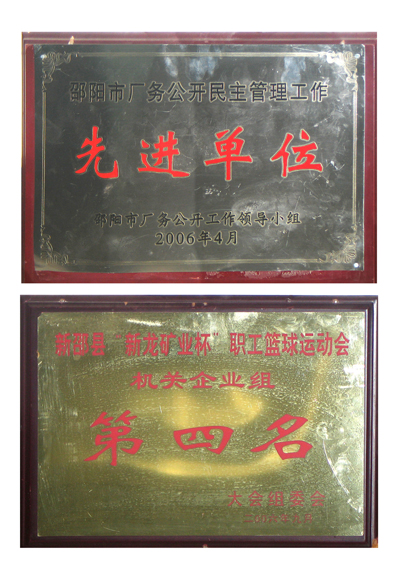 邵阳市厂务公开民主管理工作
先进单位
邵阳市厂务公开工作领导小组
2006年4月
新邵县“新龙矿业杯”职工篮球运动会
机关企业组
第四名
大会组委会